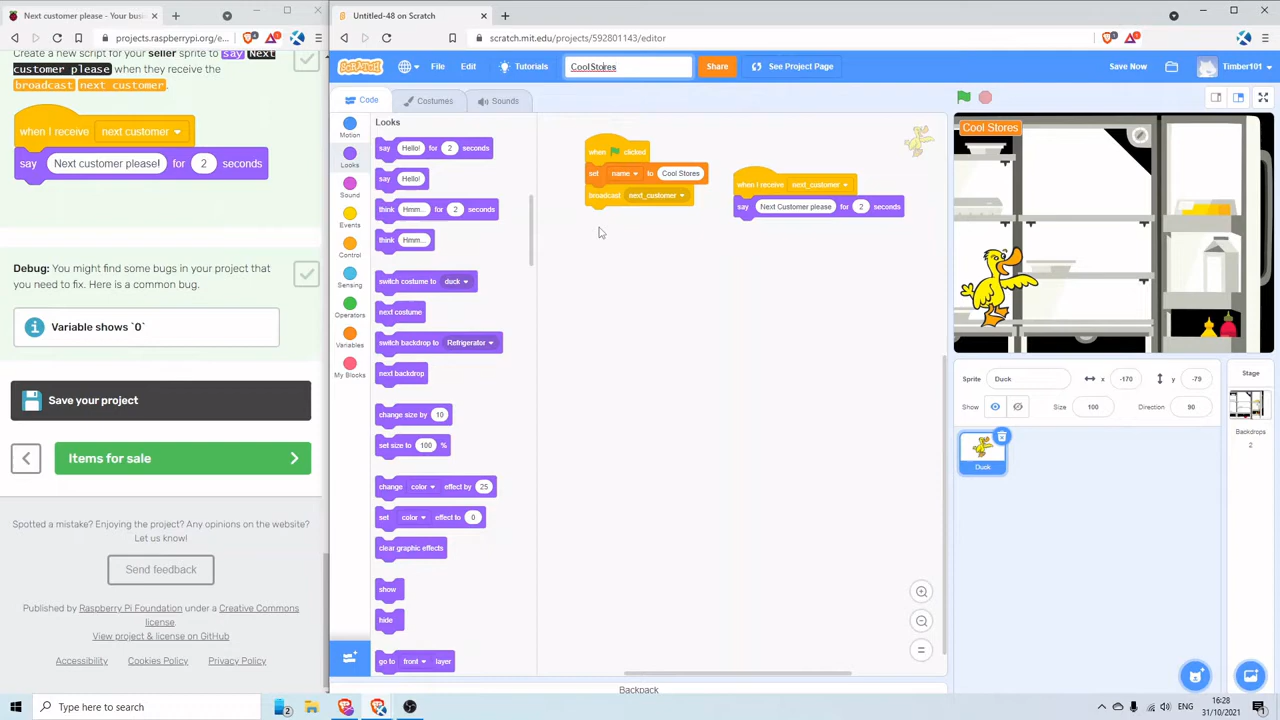 Next customer please - Your busi
projects.raspberrypi.org/e...
Create a new script for your seller sprite to say Next
customer please when they receive the
broadcast next customer.
when I receive next customer
say Next customer please! for 2 seconds
Debug: You might find some bugs in your project that
you need to fix. Here is a common bug.
Variable shows `0`
Save your project
Items for sale
Spotted a mistake? Enjoying the project? Any opinions on the website?
Let us know!
Send feedback
Published by Raspberry Pi Foundation under a Creative Commons
license.
View project & license on GitHub
Accessibility Cookies Policy Privacy Policy
Untitled-48 on Scratch
scratch.mit.edu/projects/592801143/editor
SCRATCH File Edit Tutorials Cool Stores Share See Project Page Save Now Timber101
Code Costumes Sounds
Motion
Looks
Sound
Events
Control
Sensing
Operators
Variables
My Blocks
Looks
say Hello! for 2 seconds
say Hello!
think Hmm... for 2 seconds
think Hmm...
switch costume to duck
next costume
switch backdrop to Refrigerator
next backdrop
change size by 10
set size to 100 %
change color effect by 25
set color effect to 0
clear graphic effects
show
hide
go to front layer
when clicked
set name to Cool Stores
broadcast next_customer
when I receive next_customer
say Next Customer please for 2 seconds
Backpack
Cool Stores
Sprite Duck x -170 y -79
Show Size 100 Direction 90
Duck
Stage
Backdrops
2
Type here to search
2
ENG
16:28
31/10/2021